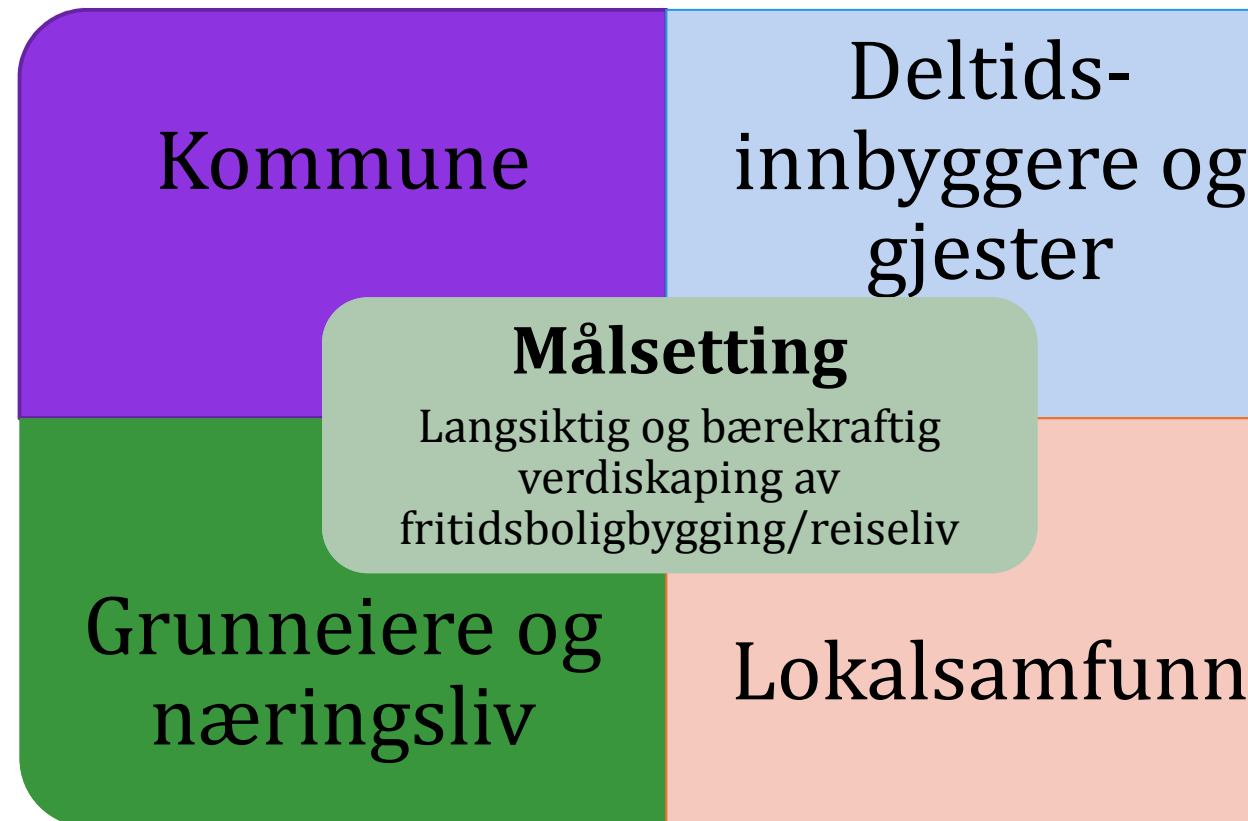 Kommune
Deltids-
innbyggere og
gjester
Målsetting
Langsiktig og bærekraftig
verdiskaping av
fritidsboligbygging/reiseliv
Grunneiere og
næringsliv
Lokalsamfunn